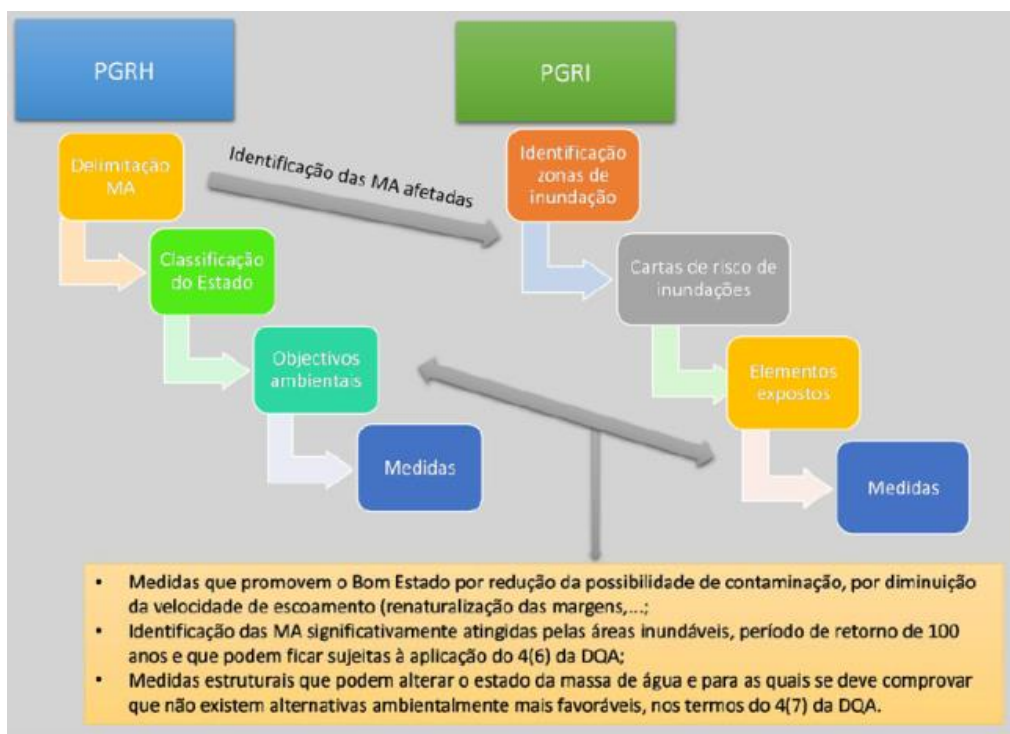 PGRH
PGRI
Delimitação
MA
Identificação das MA afetadas
Identificação
zonas de
inundação
Classificação
do Estado
Cartas de risco de
inundações
Objectivos
ambientais
Elementos
expostos
Medidas
Medidas
• Medidas que promovem o Bom Estado por redução da possibilidade de contaminação, por diminuição
da velocidade de escoamento (renaturalização das margens,...;
• Identificação das MA significativamente atingidas pelas áreas inundáveis, período de retorno de 100
anos e que podem ficar sujeitas à aplicação do 4(6) da DQA;
• Medidas estruturais que podem alterar o estado da massa de água e para as quais se deve comprovar
que não existem alternativas ambientalmente mais favoráveis, nos termos do 4(7) da DQA.